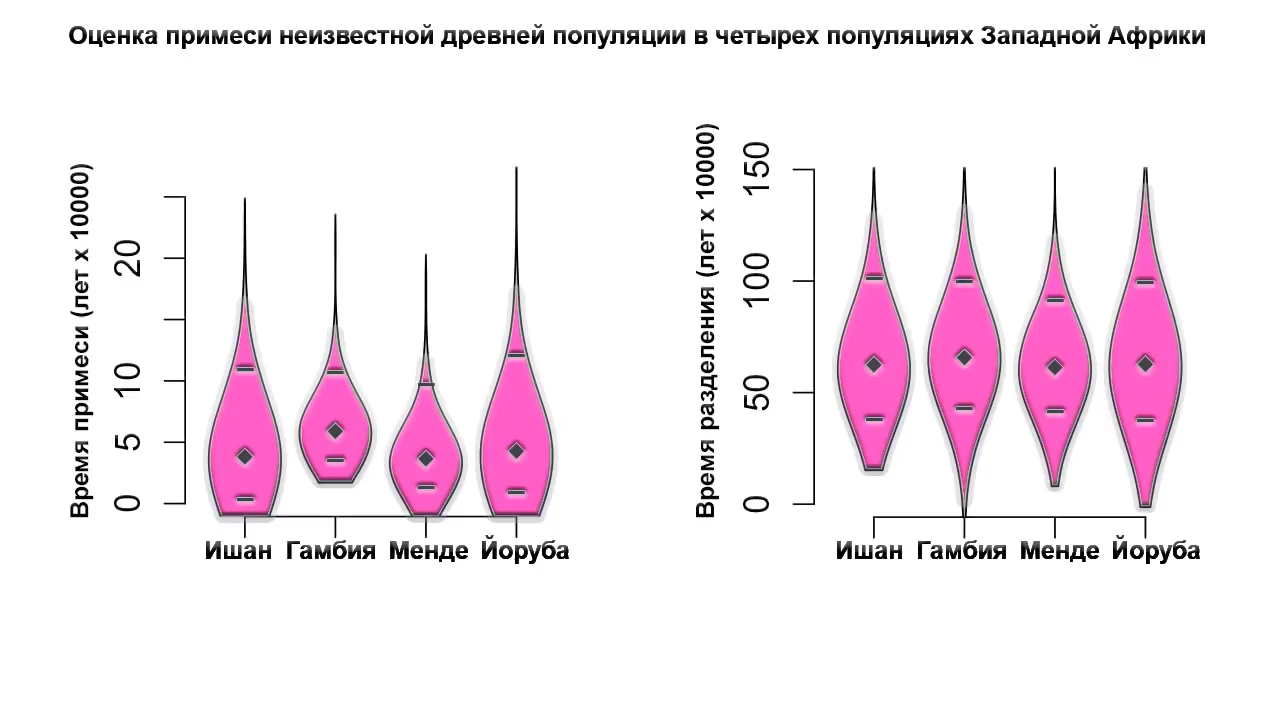 Оценка примеси неизвестной древней популяции в четырех популяциях Западной Африки
Время примеси (лет x 10000)
20
10
5
0
Ишан Гамбия Менде Йоруба
Время разделения (лет x 10000)
150
100
50
0
Ишан Гамбия Менде Йоруба